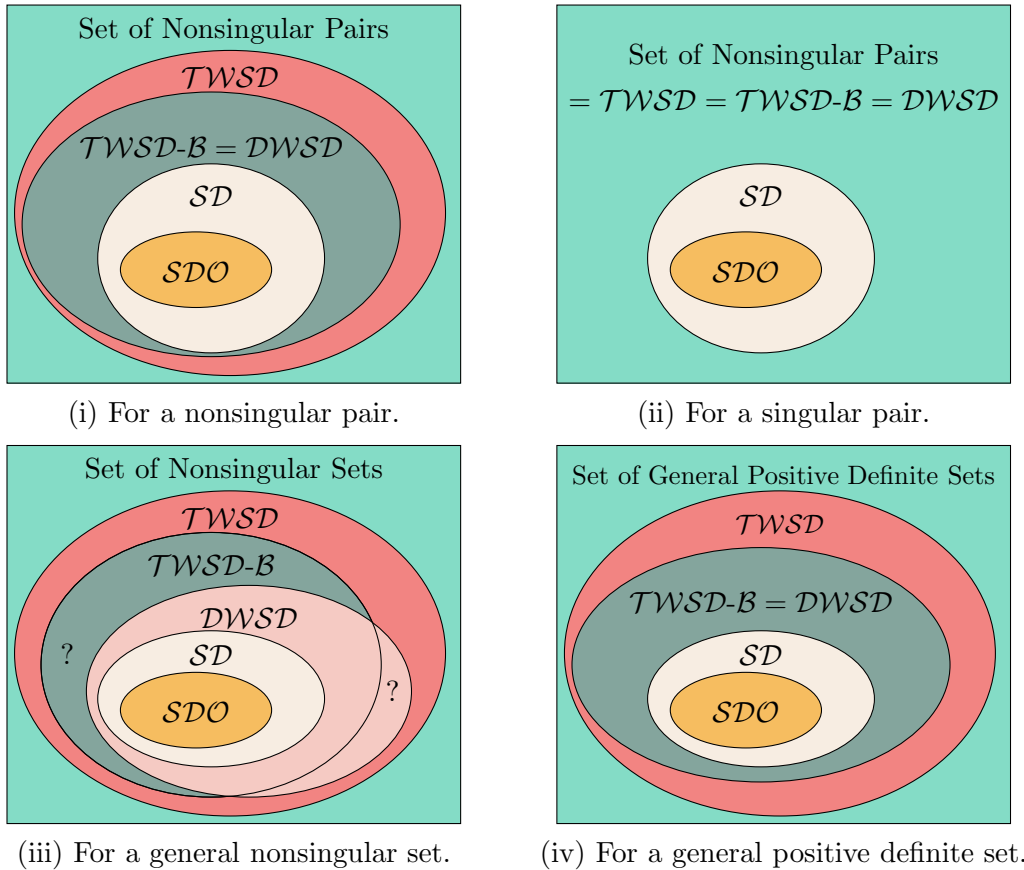 Set of Nonsingular Pairs
𝒯𝒲𝒮𝒟
𝒯𝒲𝒮𝒟-ℬ = 𝒟𝒲𝒮𝒟
𝒮𝒟
𝒮𝒟𝒪
(i) For a nonsingular pair.
Set of Nonsingular Pairs
= 𝒯𝒲𝒮𝒟 = 𝒯𝒲𝒮𝒟-ℬ = 𝒟𝒲𝒮𝒟
𝒮𝒟
𝒮𝒟𝒪
(ii) For a singular pair.
Set of Nonsingular Sets
𝒯𝒲𝒮𝒟
𝒯𝒲𝒮𝒟-ℬ
𝒟𝒲𝒮𝒟
?
𝒮𝒟
?
𝒮𝒟𝒪
(iii) For a general nonsingular set.
Set of General Positive Definite Sets
𝒯𝒲𝒮𝒟
𝒯𝒲𝒮𝒟-ℬ = 𝒟𝒲𝒮𝒟
𝒮𝒟
𝒮𝒟𝒪
(iv) For a general positive definite set.